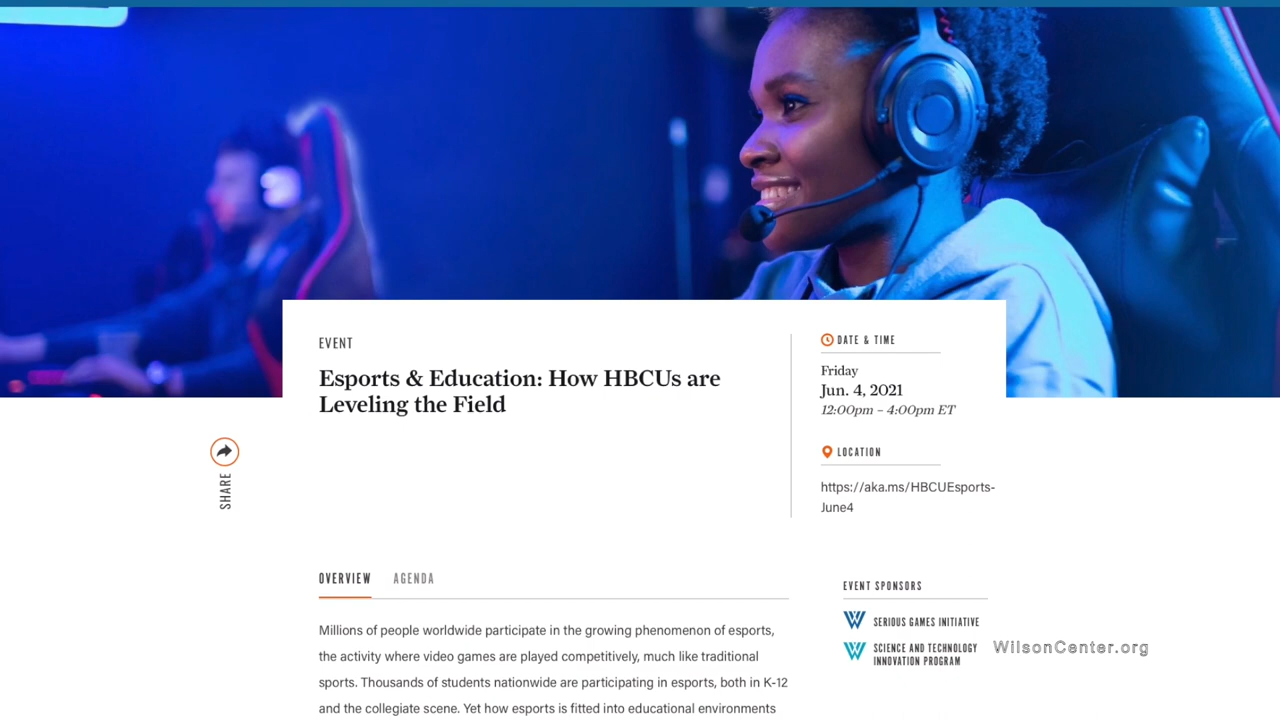 EVENT
Esports & Education: How HBCUs are
Leveling the Field
DATE & TIME
Friday
Jun. 4, 2021
12:00pm – 4:00pm ET
LOCATION
https://aka.ms/HBCUEsports-
June4
SHARE
OVERVIEW AGENDA
Millions of people worldwide participate in the growing phenomenon of esports,
the activity where video games are played competitively, much like traditional
sports. Thousands of students nationwide are participating in esports, both in K-12
and the collegiate scene. Yet how esports is fitted into educational environments
EVENT SPONSORS
SERIOUS GAMES INITIATIVE
SCIENCE AND TECHNOLOGY
INNOVATION PROGRAM
WilsonCenter.org